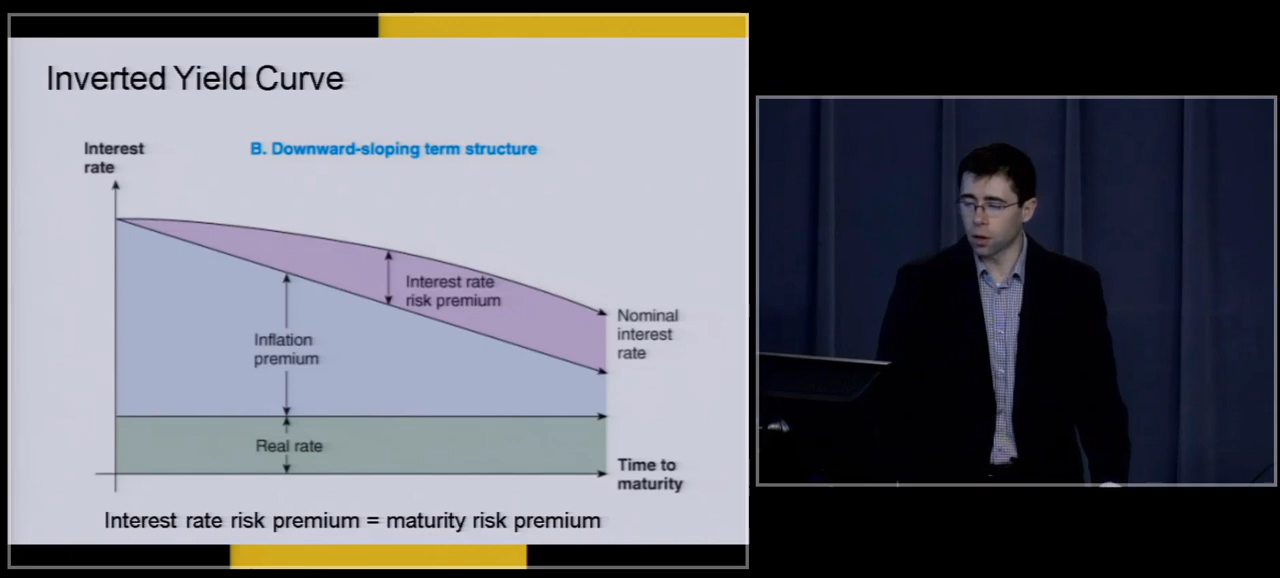 Inverted Yield Curve
Interest
rate
B. Downward-sloping term structure
Interest rate
risk premium
Nominal
interest
rate
Inflation
premium
Real rate
Time to
maturity
Interest rate risk premium = maturity risk premium